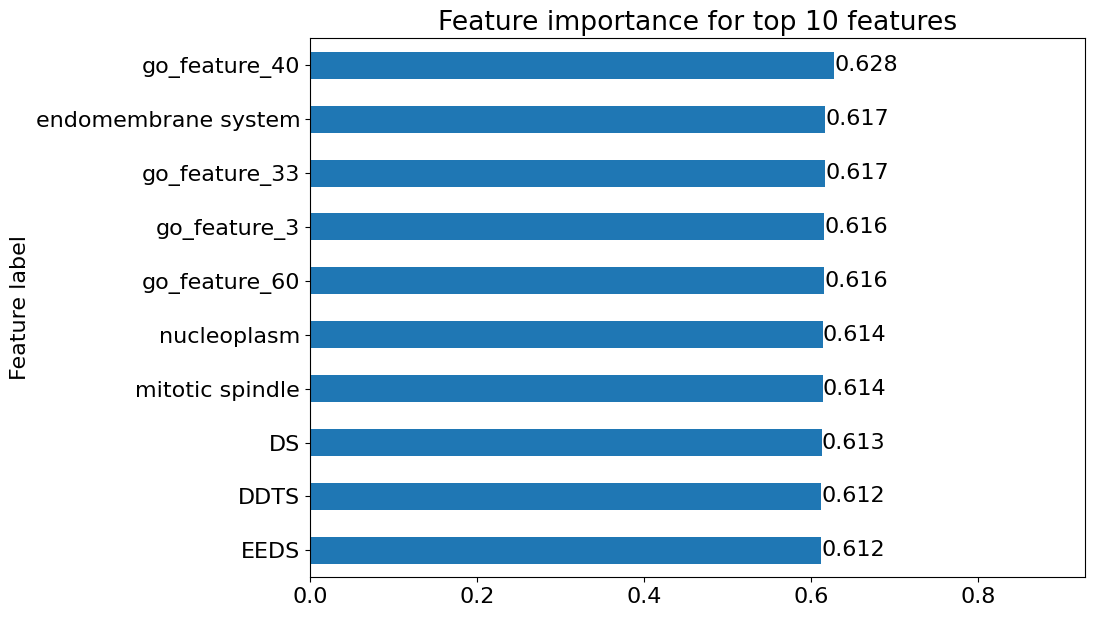 Feature importance for top 10 features
Feature label
go_feature_40 0.628
endomembrane system 0.617
go_feature_33 0.617
go_feature_3 0.616
go_feature_60 0.616
nucleoplasm 0.614
mitotic spindle 0.614
DS 0.613
DDTS 0.612
EEDS 0.612
0.0 0.2 0.4 0.6 0.8